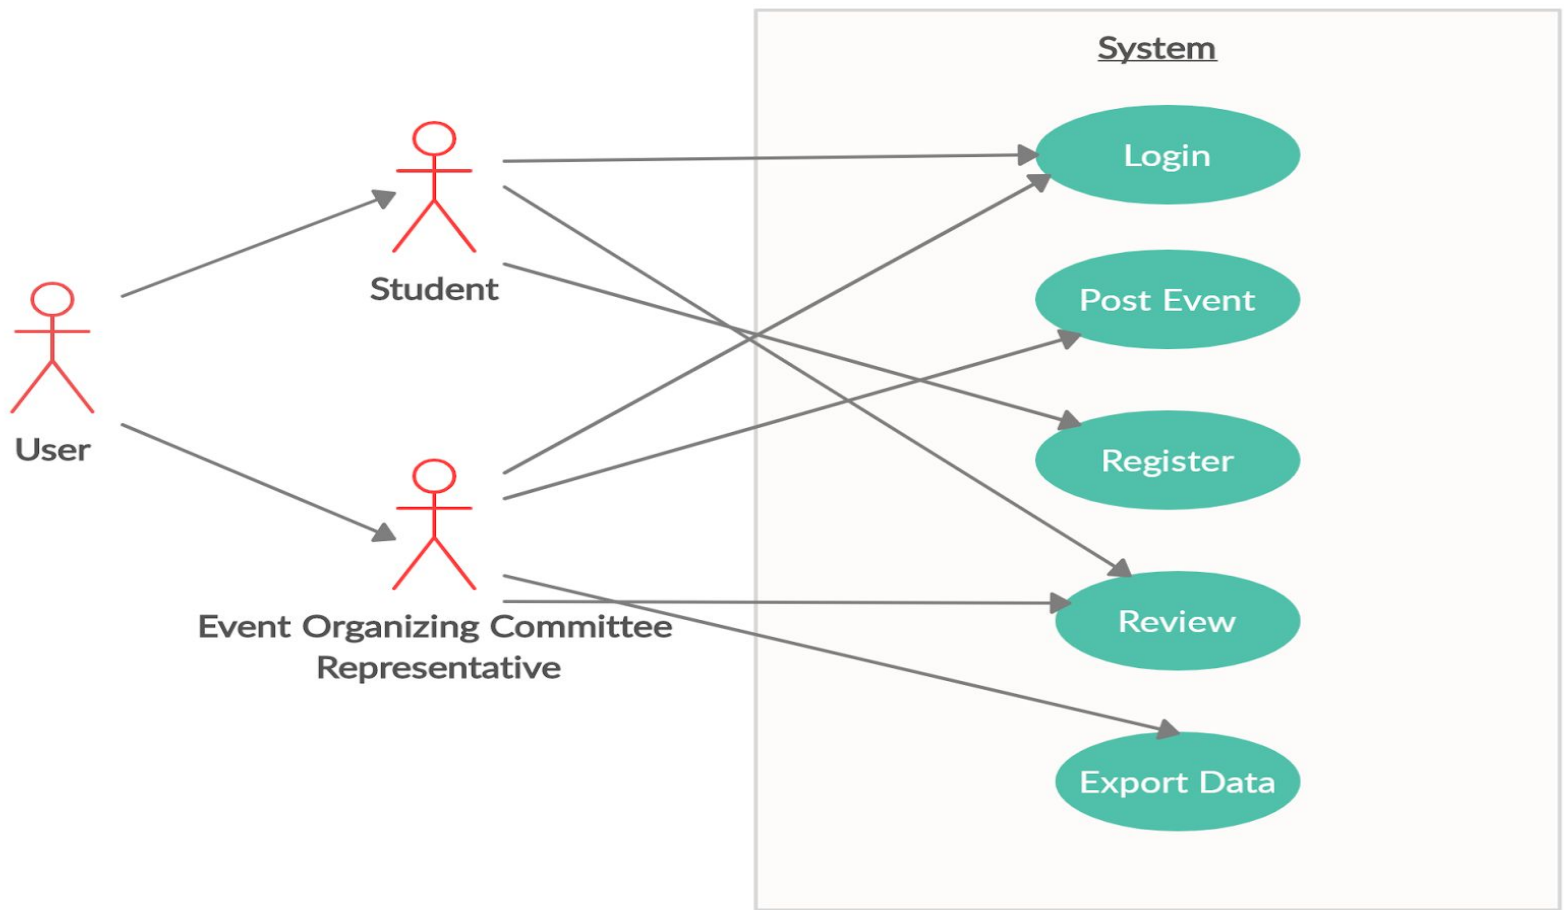 System
Login
Student
Post Event
User
Register
Event Organizing Committee
Representative
Review
Export Data